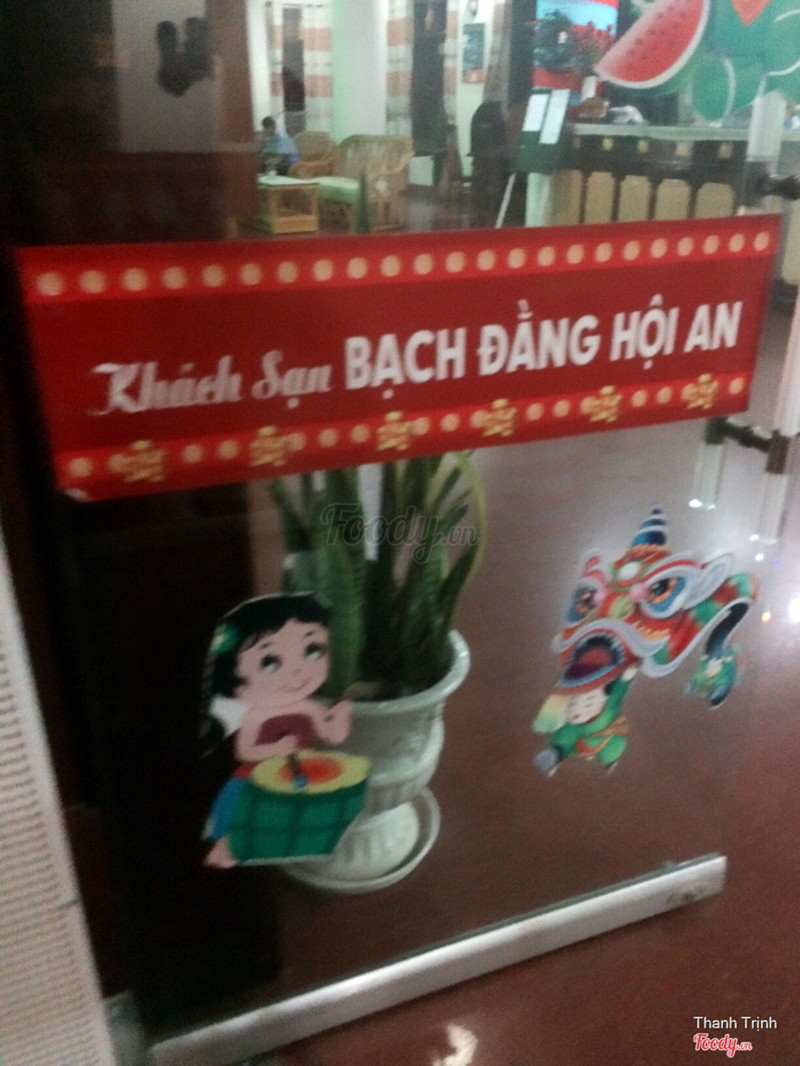 Khách Sạn BẠCH ĐẰNG HỘI AN
Foody.vn
Thanh Trịnh
Foody.vn